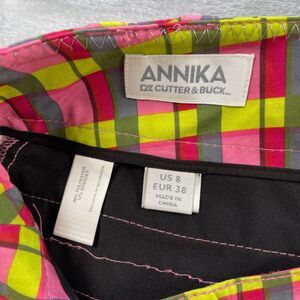 ANNIKA
CUTTER & BUCK
US 8
EUR 38
MADE IN
CHINA